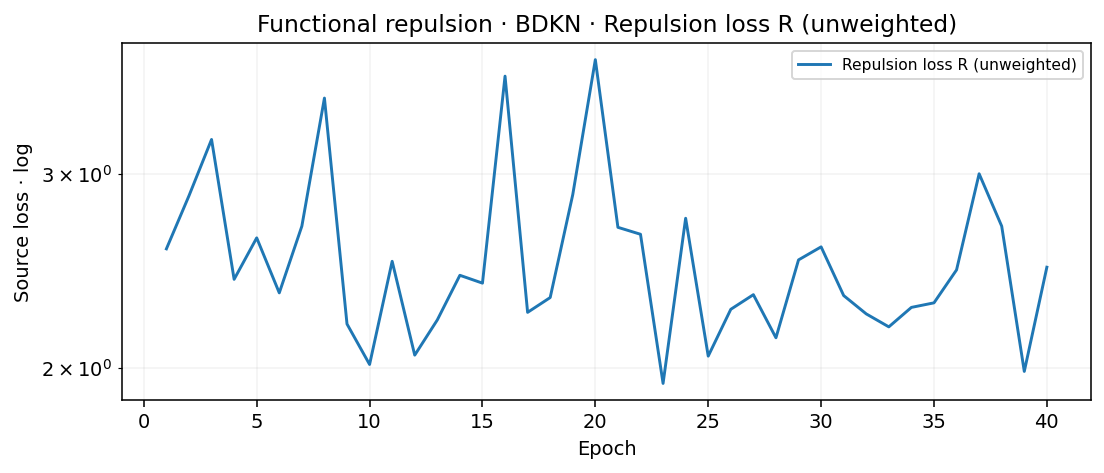 Functional repulsion · BDKN · Repulsion loss R (unweighted)
Repulsion loss R (unweighted)
Source loss · log
3 × 10⁰
2 × 10⁰
0 5 10 15 20 25 30 35 40
Epoch